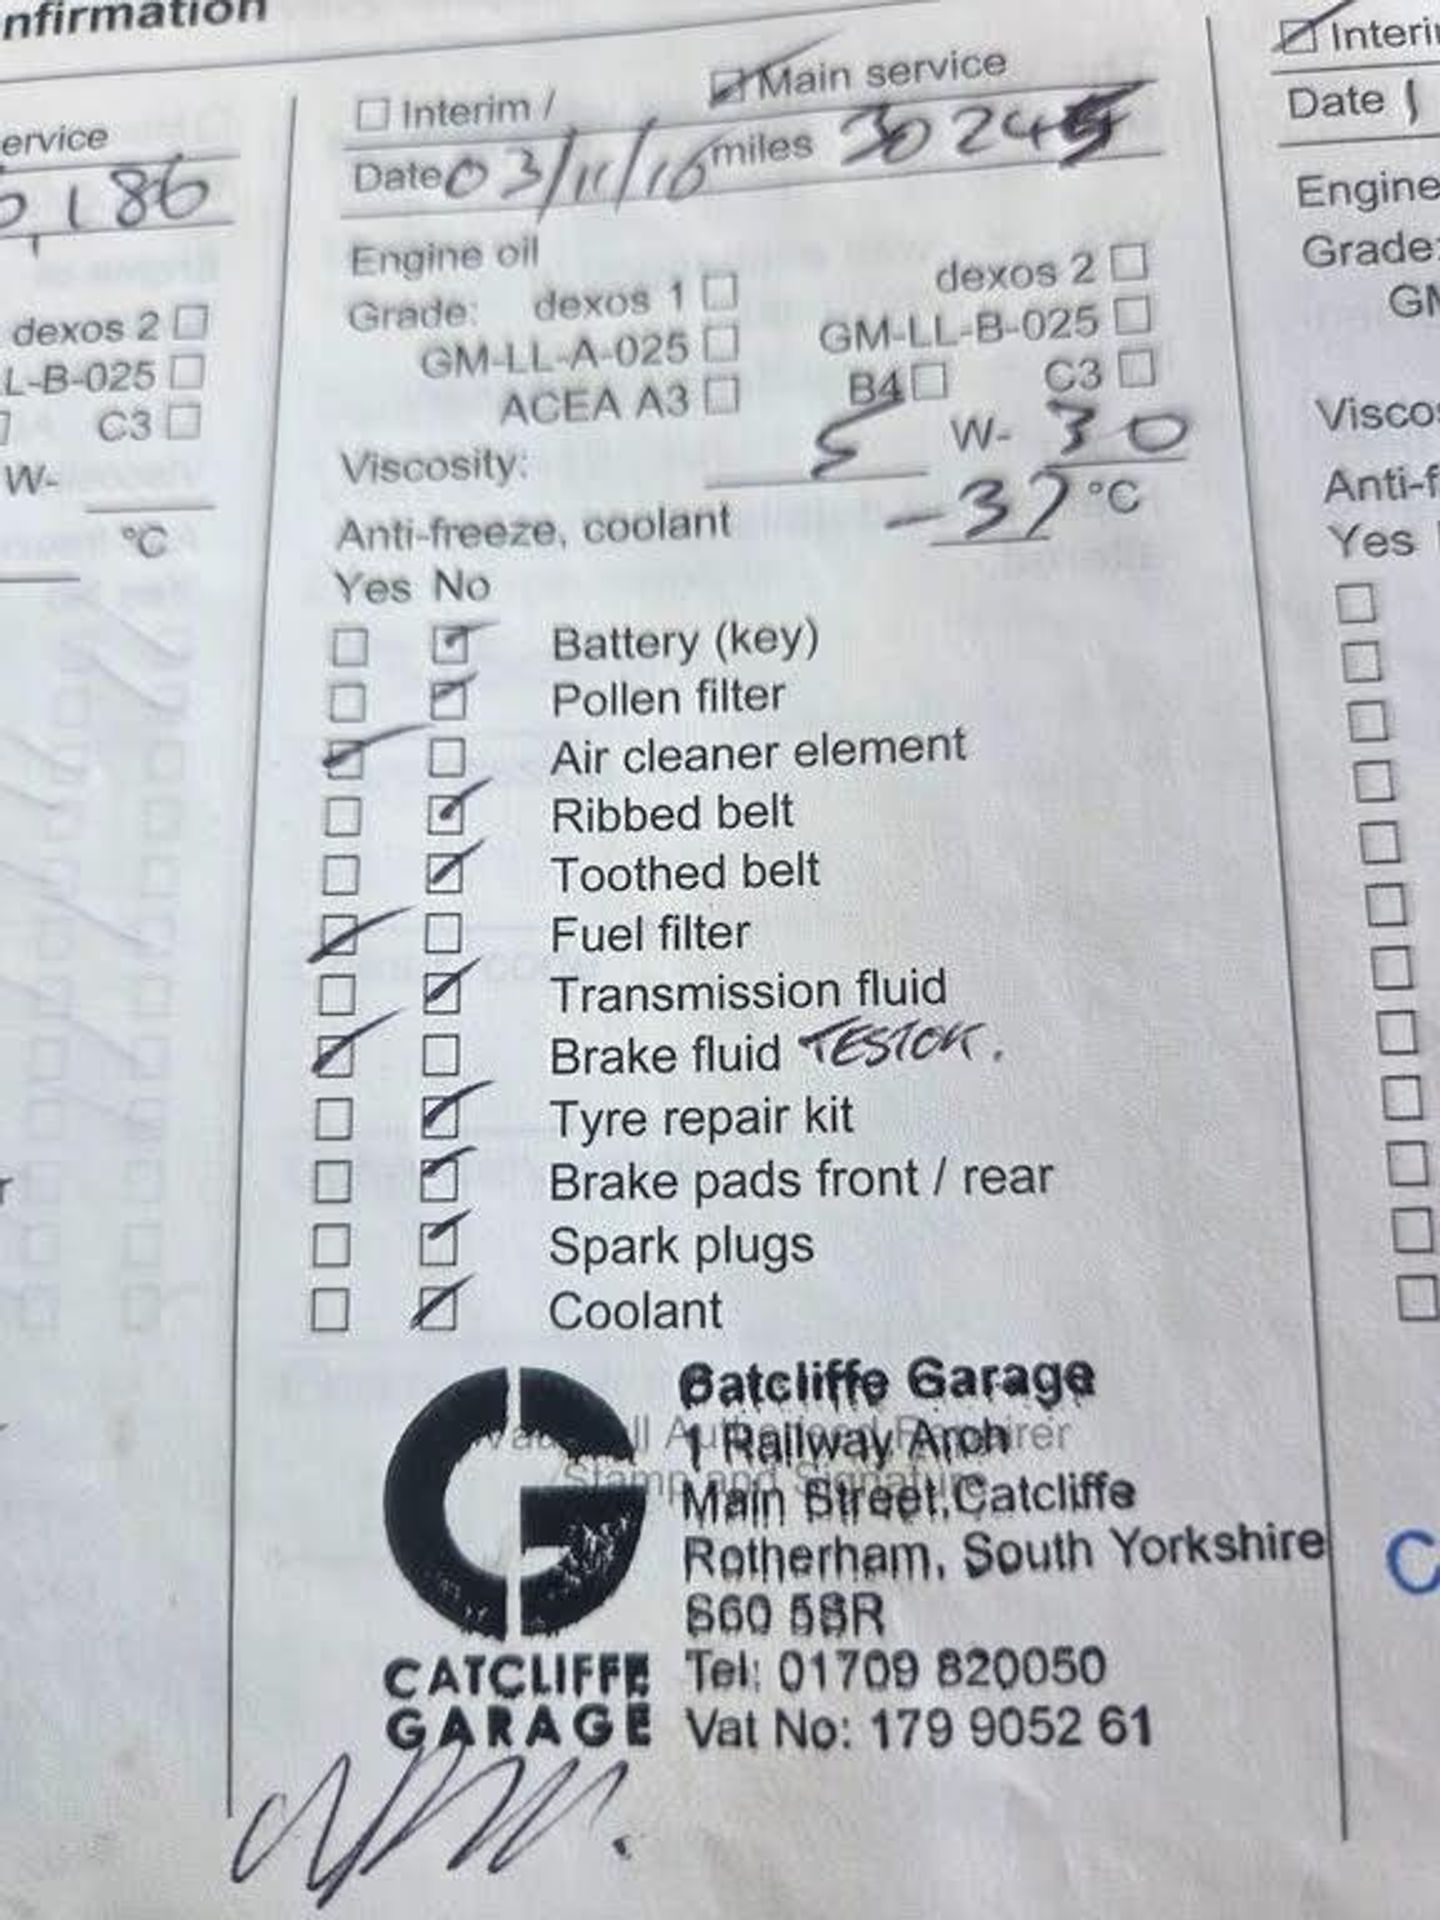 nfirmation
ervice
186
dexos 2
L-B-025
C3
W-
°C
Interim /
Main service
Date 03/11/16 miles 30245
Engine oil
Grade: dexos 1
dexos 2
GM-LL-A-025
GM-LL-B-025
ACEA A3
B4
C3
Viscosity: 5 W- 30
Anti-freeze, coolant -37 °C
Yes No
Battery (key)
Pollen filter
Air cleaner element
Ribbed belt
Toothed belt
Fuel filter
Transmission fluid
Brake fluid TESTOK.
Tyre repair kit
Brake pads front / rear
Spark plugs
Coolant
CATCLIFFE
GARAGE
Catcliffe Garage
1 Railway Arch
Main Street, Catcliffe
Rotherham, South Yorkshire
S60 5SR
Tel: 01709 820050
Vat No: 179 9052 61
Stamp and Signature
Interi
Date
Engine
Grade:
GM
Visco
Anti-f
Yes
C